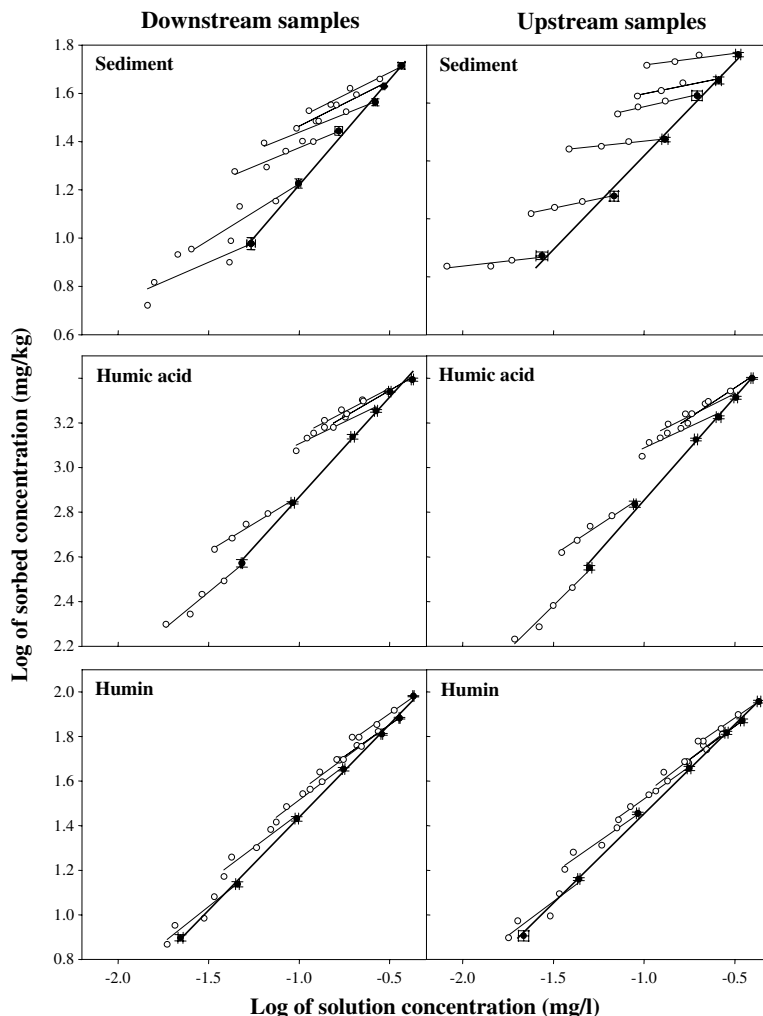 Downstream samples
Upstream samples
Log of sorbed concentration (mg/kg)
Sediment
1.8
1.6
1.4
1.2
1.0
0.8
0.6
Sediment
Humic acid
3.2
3.0
2.8
2.6
2.4
2.2
Humic acid
Humin
2.0
1.8
1.6
1.4
1.2
1.0
0.8
Humin
-2.0 -1.5 -1.0 -0.5
-2.0 -1.5 -1.0 -0.5
Log of solution concentration (mg/l)